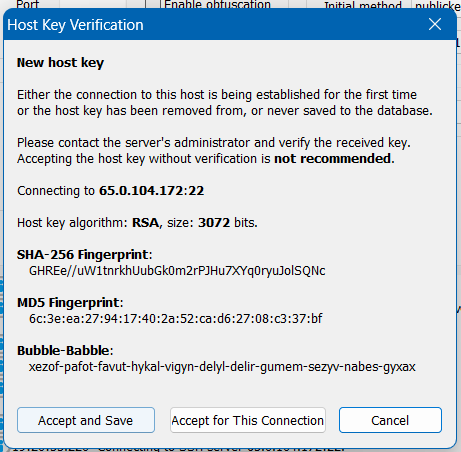 Port
Enable obfuscation
Initial method
publicke
Host Key Verification
New host key
Either the connection to this host is being established for the first time
or the host key has been removed from, or never saved to the database.
Please contact the server's administrator and verify the received key.
Accepting the host key without verification is not recommended.
Connecting to 65.0.104.172:22
Host key algorithm: RSA, size: 3072 bits.
SHA-256 Fingerprint:
GHREe//uW1tnrkhUubGk0m2rPJHu7XYq0ryuJolSQNc
MD5 Fingerprint:
6c:3e:ea:27:94:17:40:2a:52:ca:d6:27:08:c3:37:bf
Bubble-Babble:
xezof-pafot-favut-hykal-vigyn-delyl-delir-gumem-sezyv-nabes-gyxax
Accept and Save
Accept for This Connection
Cancel